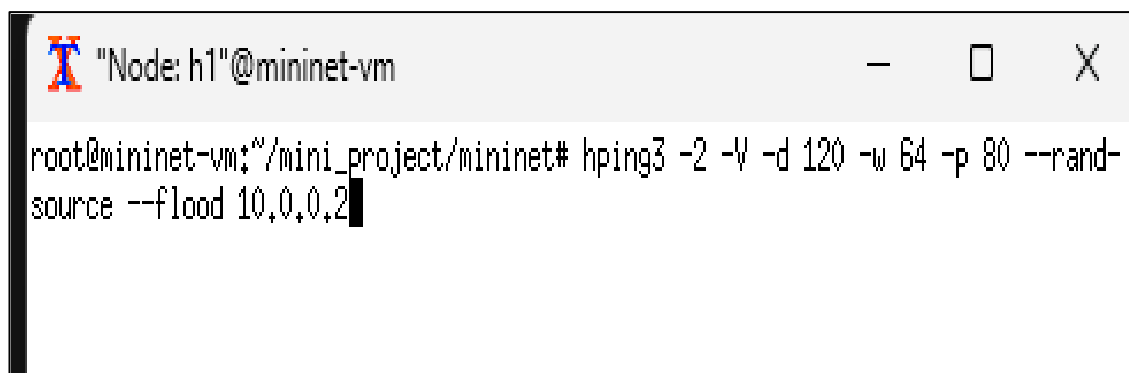 "Node: h1"@mininet-vm
root@mininet-vm:~/mini_project/mininet# hping3 -2 -V -d 120 -w 64 -p 80 --rand-
source --flood 10.0.0.2